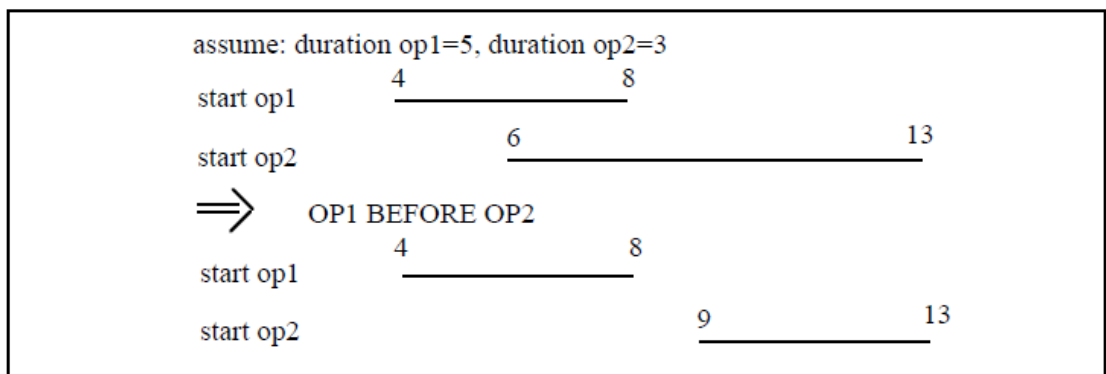 assume: duration op1=5, duration op2=3
4 8
start op1
6 13
start op2
OP1 BEFORE OP2
4 8
start op1
9 13
start op2